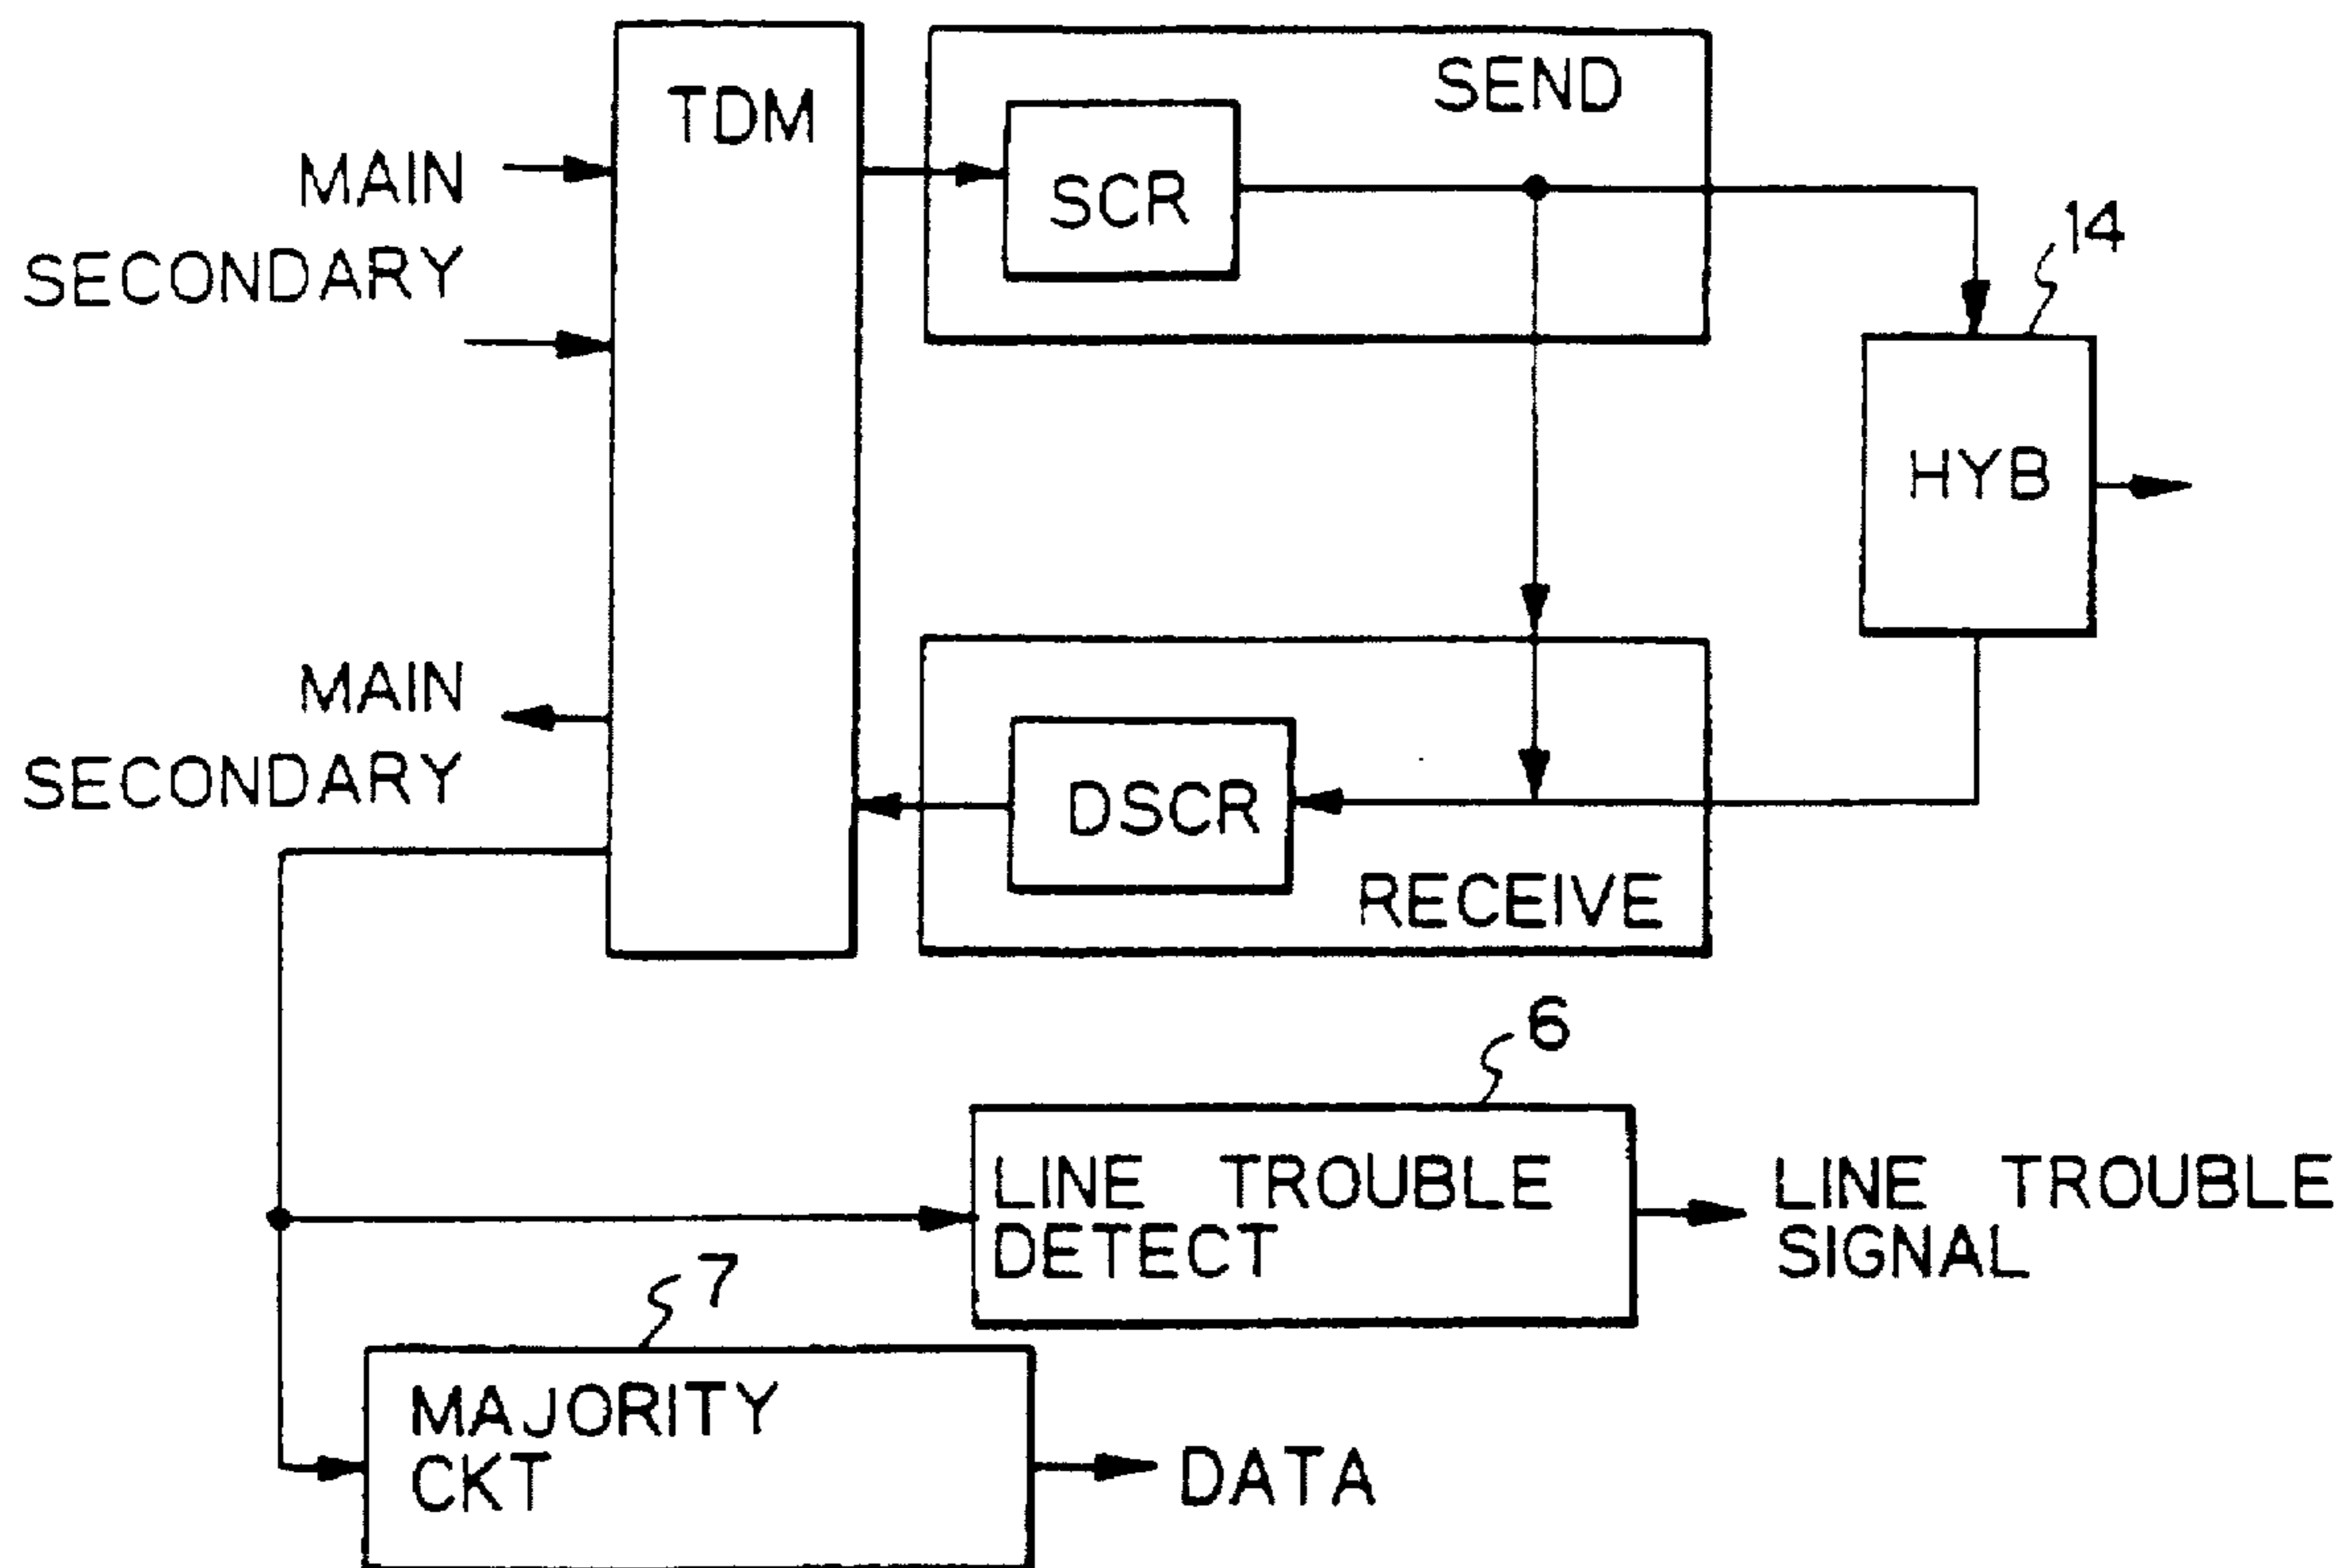 TDM
SEND
MAIN
SCR
SECONDARY
14
HYB
MAIN
SECONDARY
DSCR
RECEIVE
6
LINE TROUBLE
DETECT
LINE TROUBLE
SIGNAL
7
MAJORITY
CKT
DATA